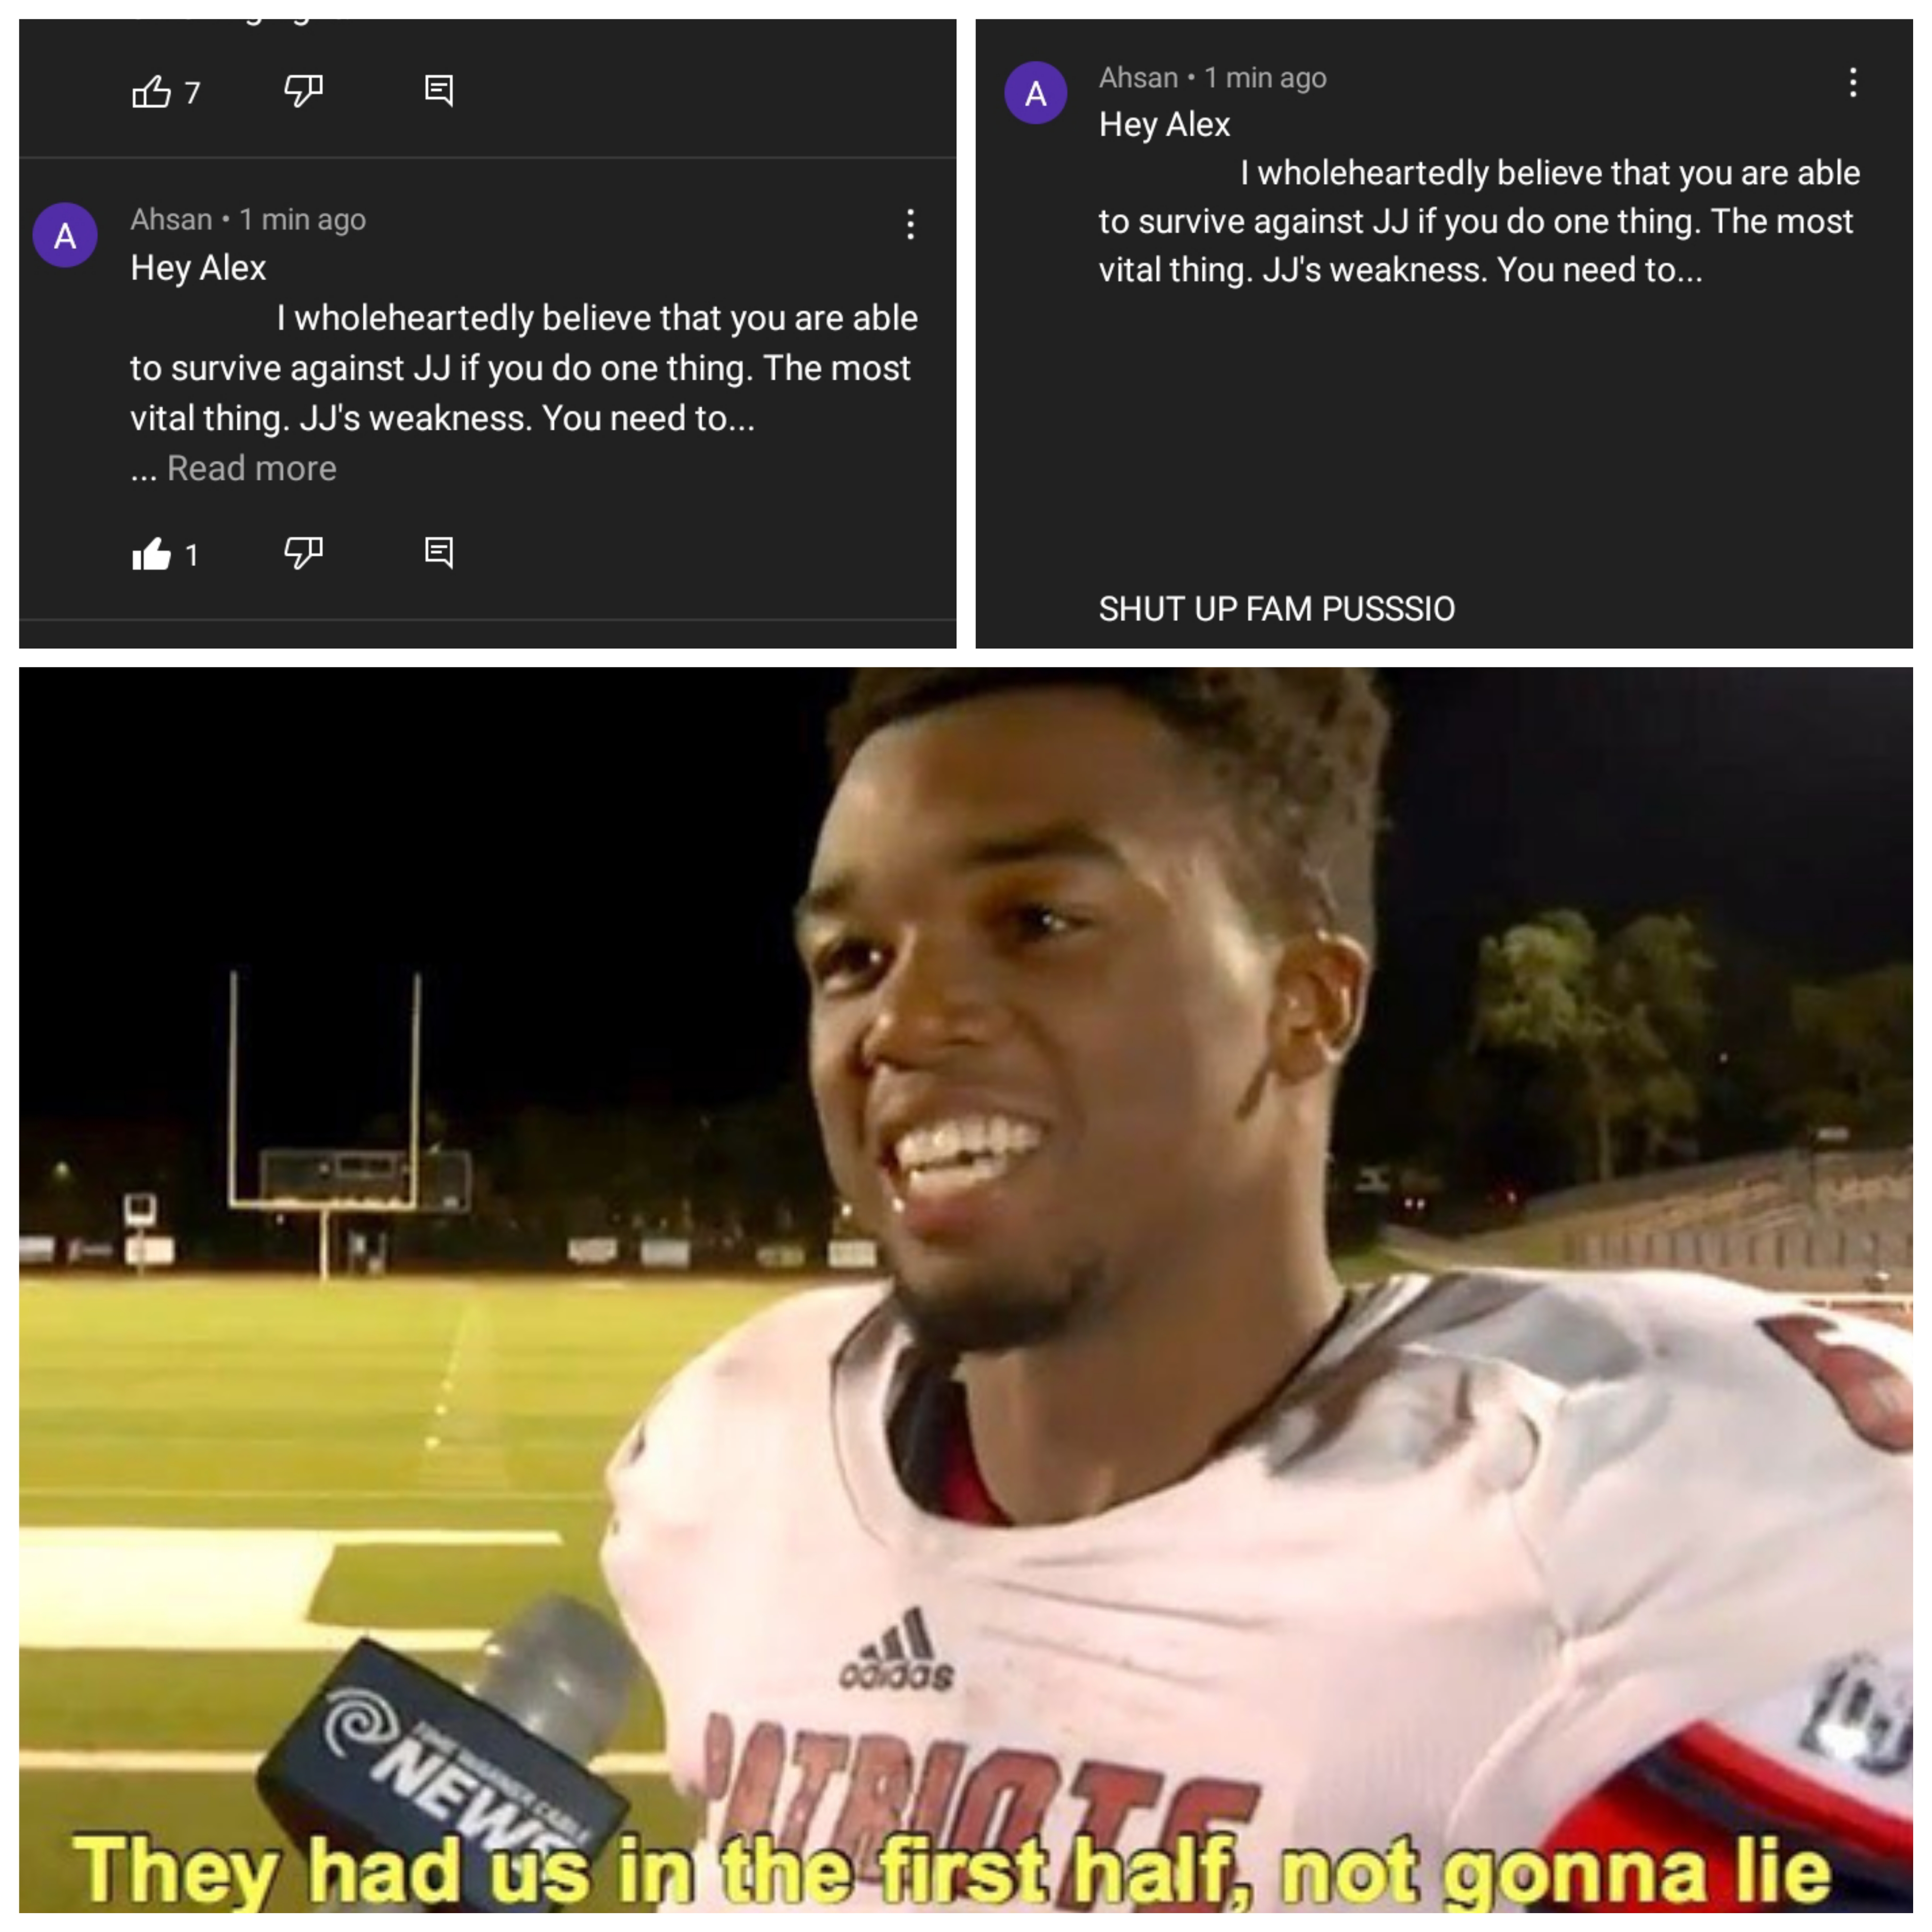 7
A
Ahsan • 1 min ago
Hey Alex
I wholeheartedly believe that you are able
to survive against JJ if you do one thing. The most
vital thing. JJ's weakness. You need to...
... Read more
1
A
Ahsan • 1 min ago
Hey Alex
I wholeheartedly believe that you are able
to survive against JJ if you do one thing. The most
vital thing. JJ's weakness. You need to...
SHUT UP FAM PUSSSIO
adidas
PATRIOTS
TIME WARNER CABLE
NEWS
They had us in the first half, not gonna lie